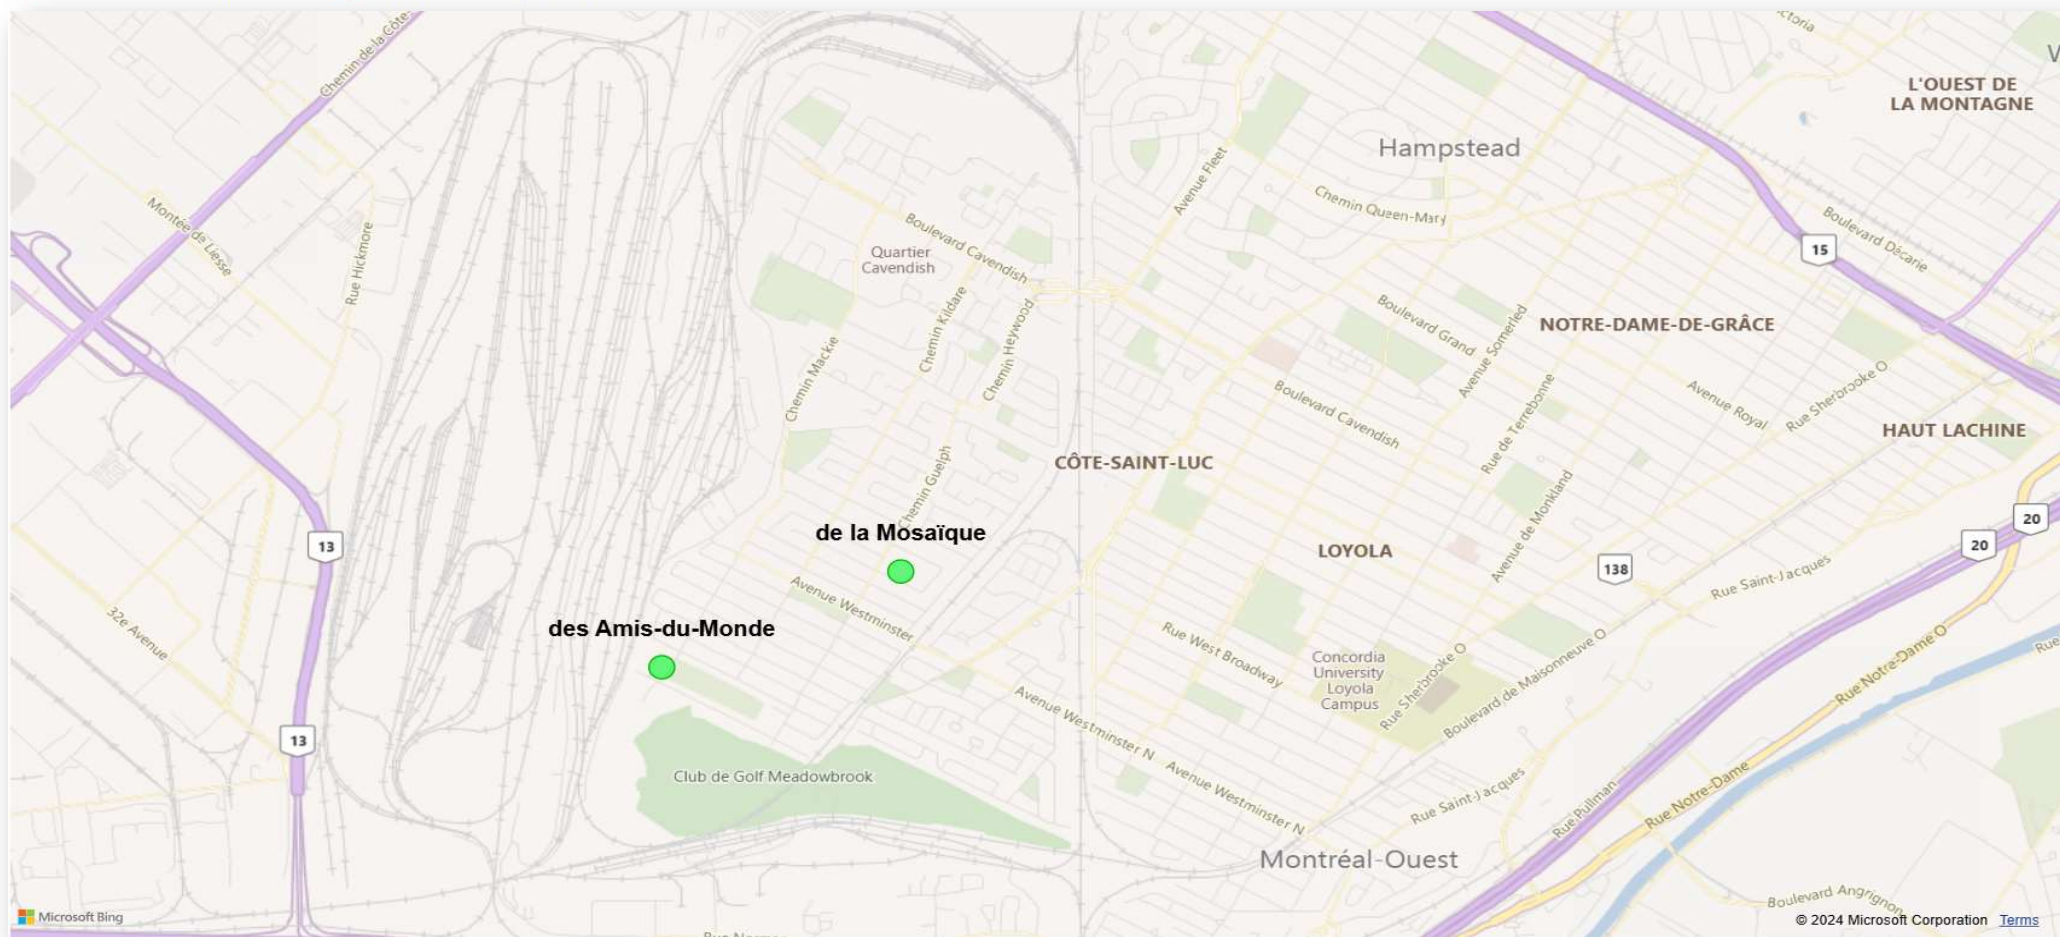 Chemin de la Côte-
ctoria
L'OUEST DE
LA MONTAGNE
Hampstead
Avenue Fleet
Chemin Queen-Mary
Montée de Liesse
Rue Hickmore
Boulevard Cavendish
Quartier
Cavendish
15
Boulevard Décarie
Chemin Kildare
Chemin Heywood
Chemin Mackie
Boulevard Grand
Avenue Somerled
NOTRE-DAME-DE-GRÂCE
Boulevard Cavendish
Rue de Terrebonne
Avenue Royal
Rue Sherbrooke O
HAUT LACHINE
CÔTE-SAINT-LUC
Chemin Guelph
Avenue de Monkland
13
de la Mosaïque
LOYOLA
138
20
20
Rue Saint-Jacques
32e Avenue
Avenue Westminster
des Amis-du-Monde
Rue West Broadway
Concordia
University
Loyola
Campus
Rue Sherbrooke O
Boulevard de Maisonneuve O
Rue Notre-Dame O
Rue
13
Avenue Westminster N
Club de Golf Meadowbrook
Avenue Westminster N
Rue Saint-Jacques
Rue Pullman
Rue Notre-Dame
Montréal-Ouest
Boulevard Angrignon
Microsoft Bing
© 2024 Microsoft Corporation Terms